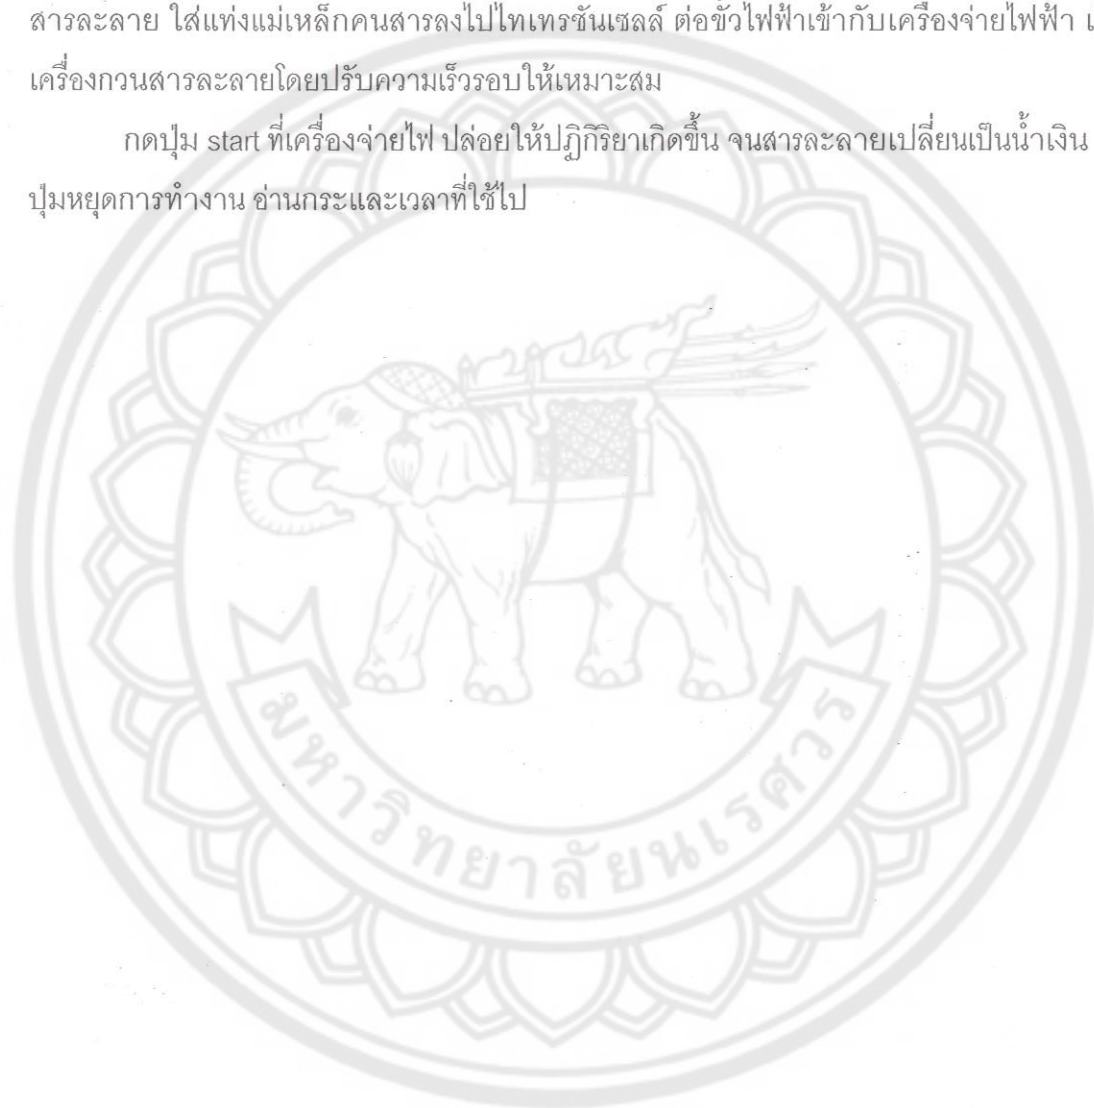 สารละลาย ใส่แท่งแม่เหล็กคนสารลงไปไทเทรชันเซลล์ ต่อขั้วไฟฟ้าเข้ากับเครื่องจ่ายไฟฟ้า
เครื่องกวนสารละลายโดยปรับความเร็วรอบให้เหมาะสม
กดปุ่ม start ที่เครื่องจ่ายไฟ ปล่อยให้ปฏิกิริยาเกิดขึ้น จนสารละลายเปลี่ยนเป็นน้ำเงิน
ปุ่มหยุดการทำงาน อ่านกระและเวลาที่ใช้ไป
มหาวิทยาลัยนเรศวร